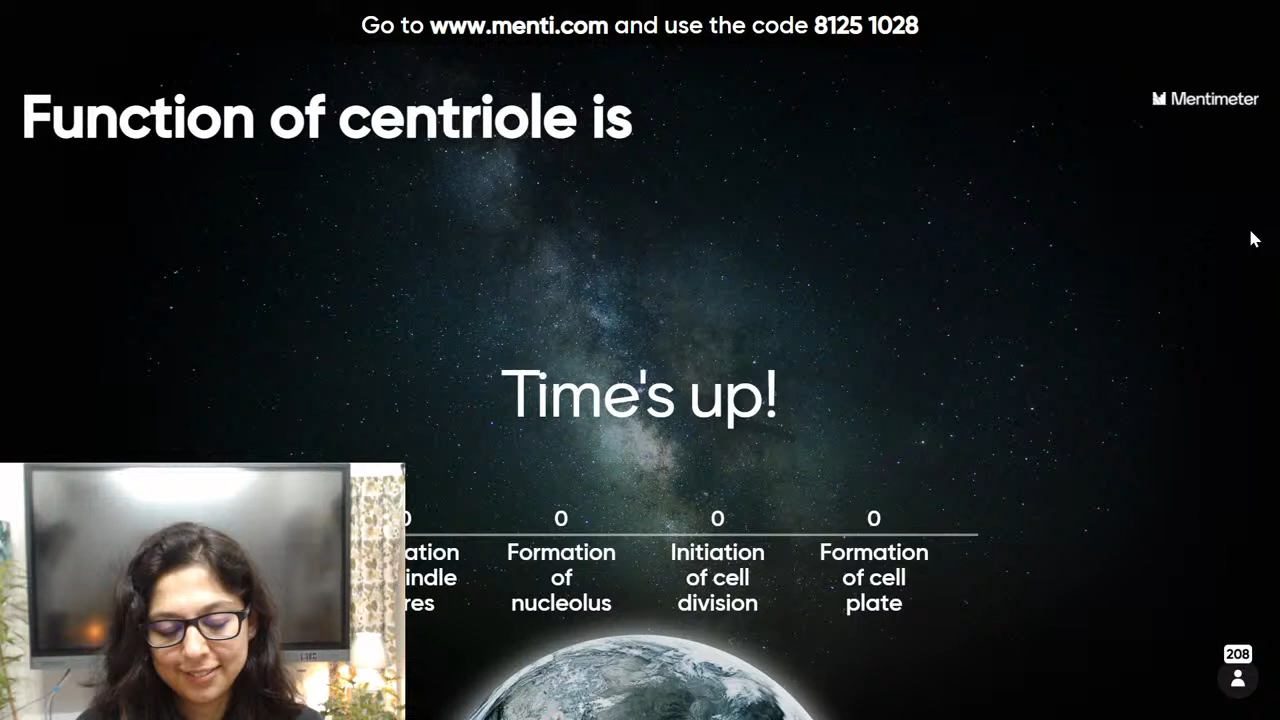 Go to www.menti.com and use the code 8125 1028
Mentimeter
Function of centriole is
Time's up!
0 0 0
Formation
of
nucleolus
Initiation
of cell
division
Formation
of cell
plate
208